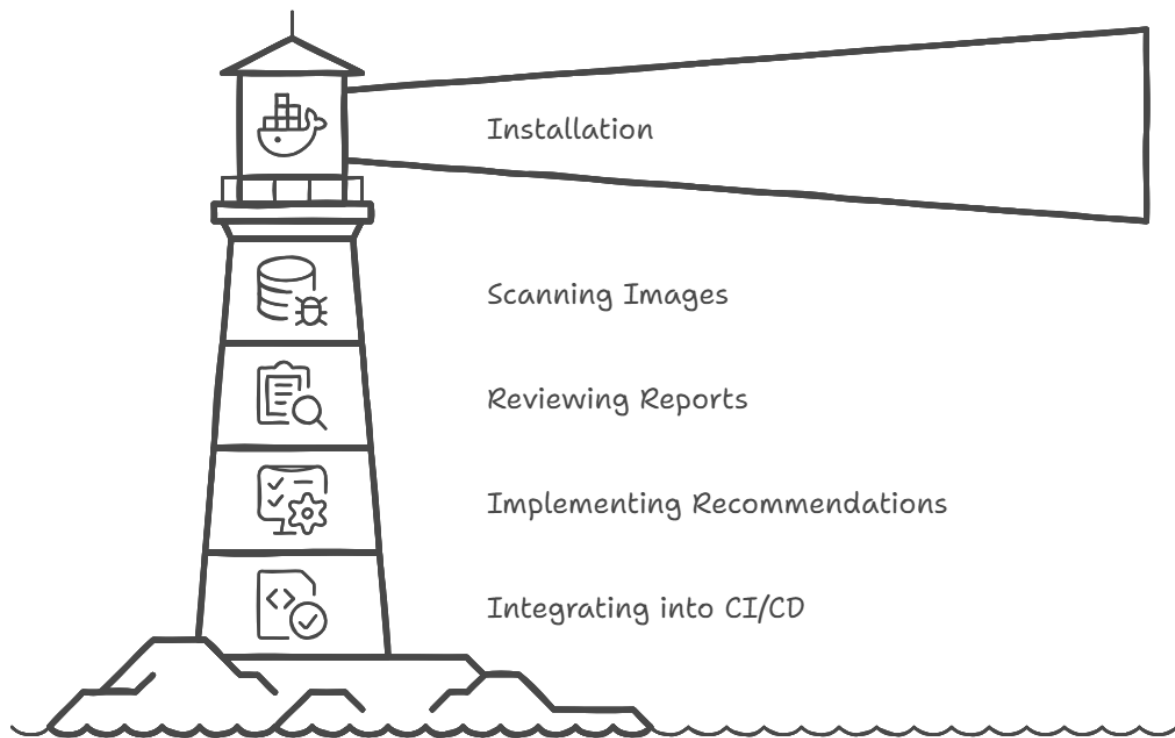 Installation
Scanning Images
Reviewing Reports
Implementing Recommendations
Integrating into CI/CD